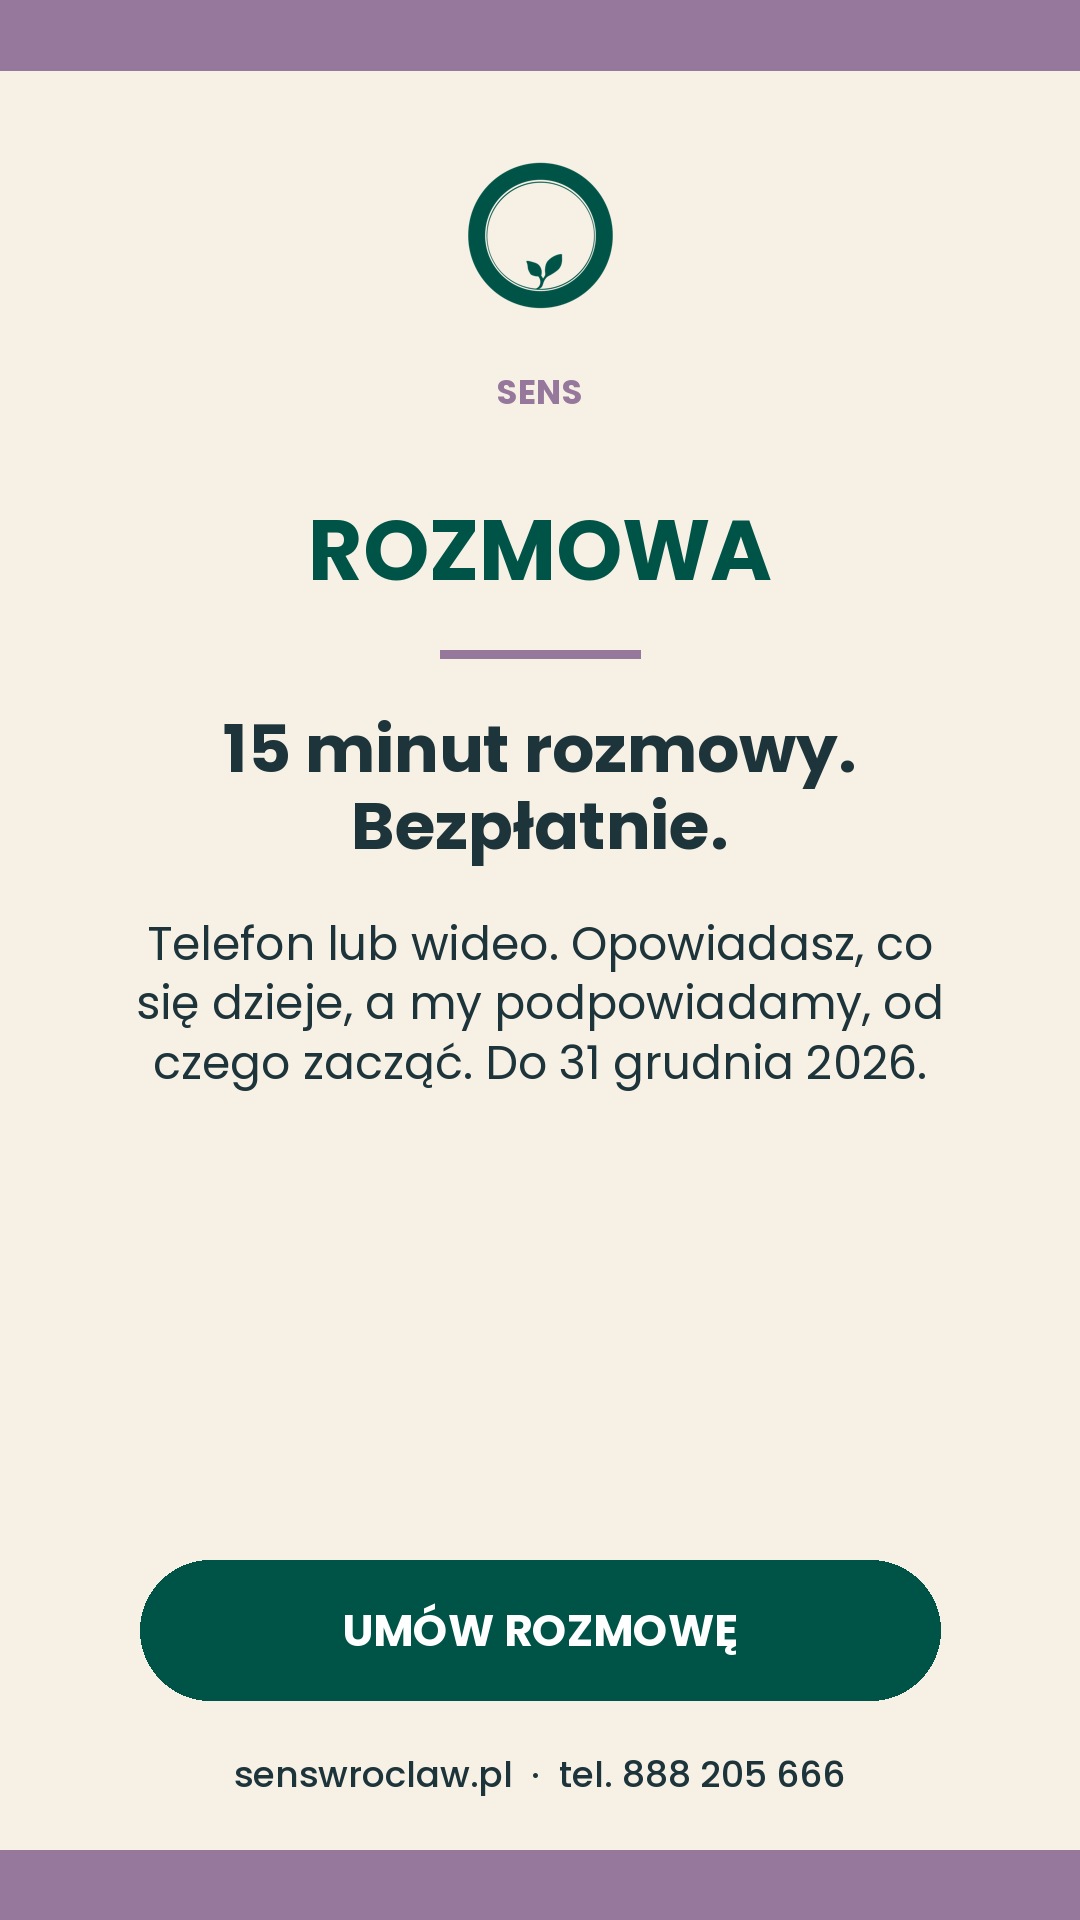 SENS
ROZMOWA
15 minut rozmowy.
Bezpłatnie.
Telefon lub wideo. Opowiadasz, co
się dzieje, a my podpowiadamy, od
czego zacząć. Do 31 grudnia 2026.
UMÓW ROZMOWĘ
senswroclaw.pl · tel. 888 205 666